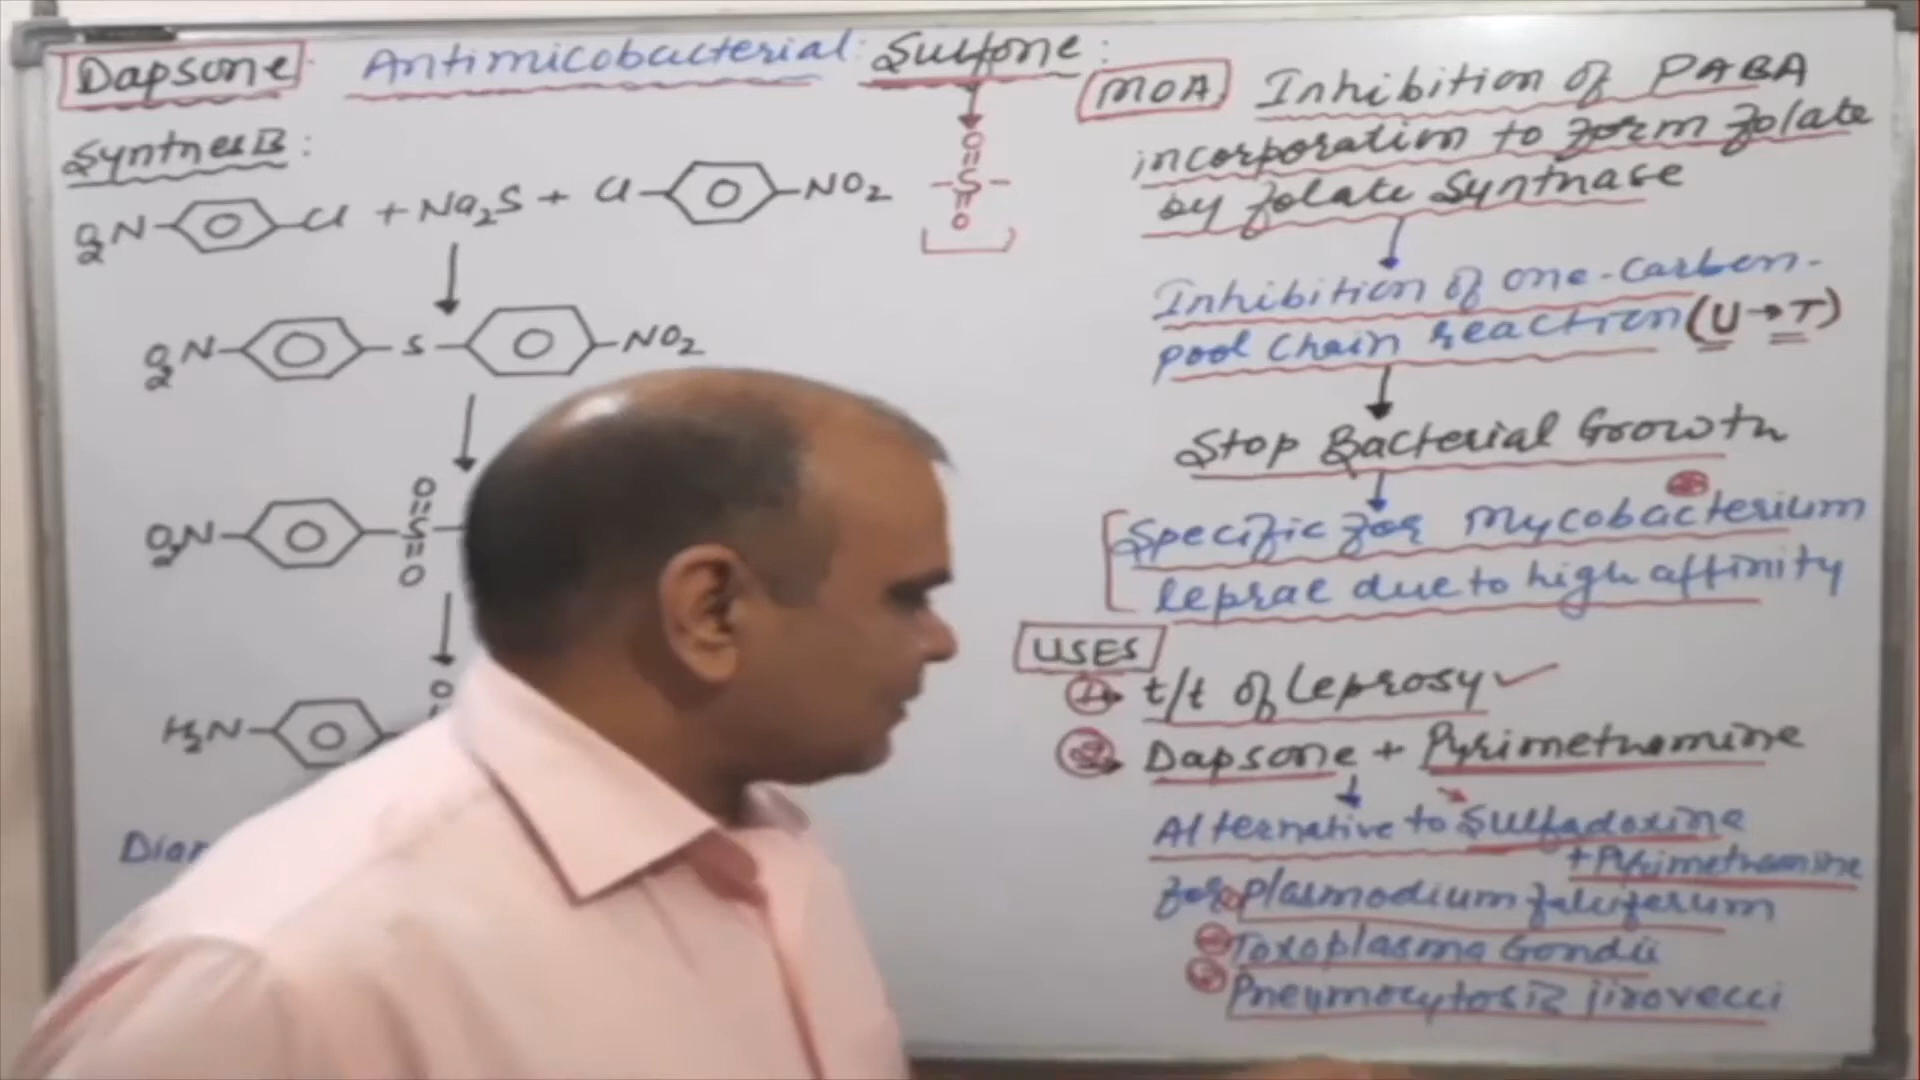 Dapsone
Antimicobacterial: Sulfone:
Synthesis:
O2N Cl + Na2S + Cl NO2
O2N S NO2
O2N O S O
H2N O
O S O
MOA Inhibition of PABA
incorporation to form folate
by folate Synthase
Inhibition of one-Carbon-
pool Chain reaction (U→T)
Stop Bacterial Growth
Specific for Mycobacterium
leprae due to high affinity
USES
1 t/t of Leprosy ✓
2 Dapsone + Pyrimethamine
Alternative to Sulfadoxine
+Pyrimethamine
for Plasmodium falciferum
Toxoplasma Gondii
Pneumocytosis jirovecci